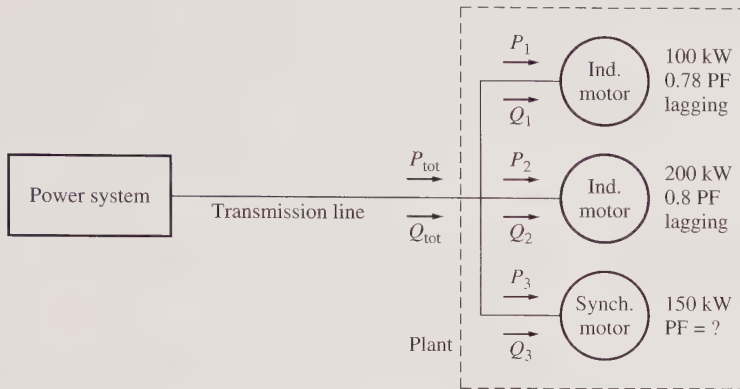 P1
Ind.
motor
100 kW
0.78 PF
lagging
Q1
Power system
Transmission line
Ptot
Qtot
P2
Ind.
motor
200 kW
0.8 PF
lagging
Q2
P3
Synch.
motor
150 kW
PF = ?
Plant
Q3